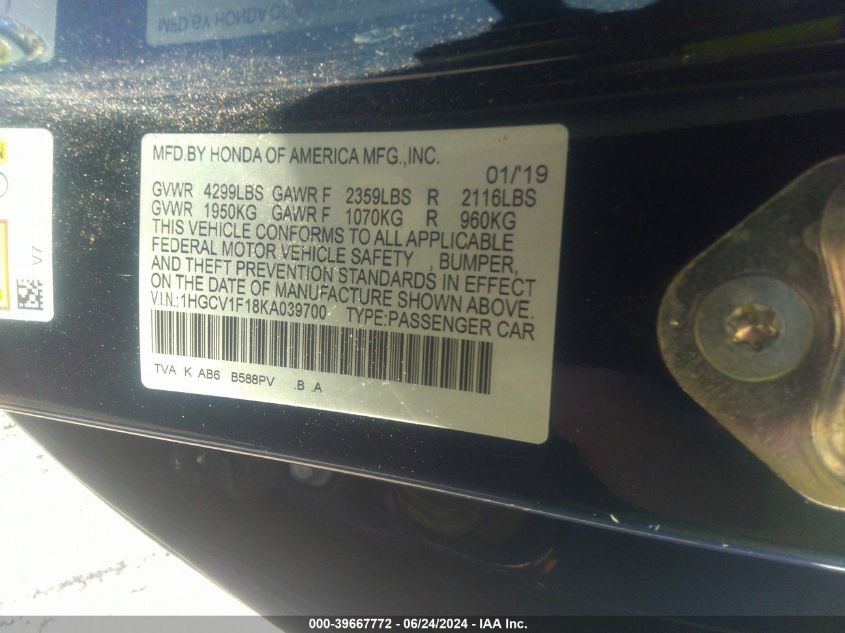 MFD.BY HONDA OF AMERICA MFG.,INC.
01/'19
GVWR 4299LBS GAWR F 2359LBS R 2116LBS
GVWR 1950KG GAWR F 1070KG R 960KG
THIS VEHICLE CONFORMS TO ALL APPLICABLE
FEDERAL MOTOR VEHICLE SAFETY , BUMPER,
AND THEFT PREVENTION STANDARDS IN EFFECT
ON THE DATE OF MANUFACTURE SHOWN ABOVE.
V.I.N.:1HGCV1F18KA039700 TYPE:PASSENGER CAR
TVA K AB6 B588PV .B .A
V7
000-39667772 - 06/24/2024 - IAA Inc.